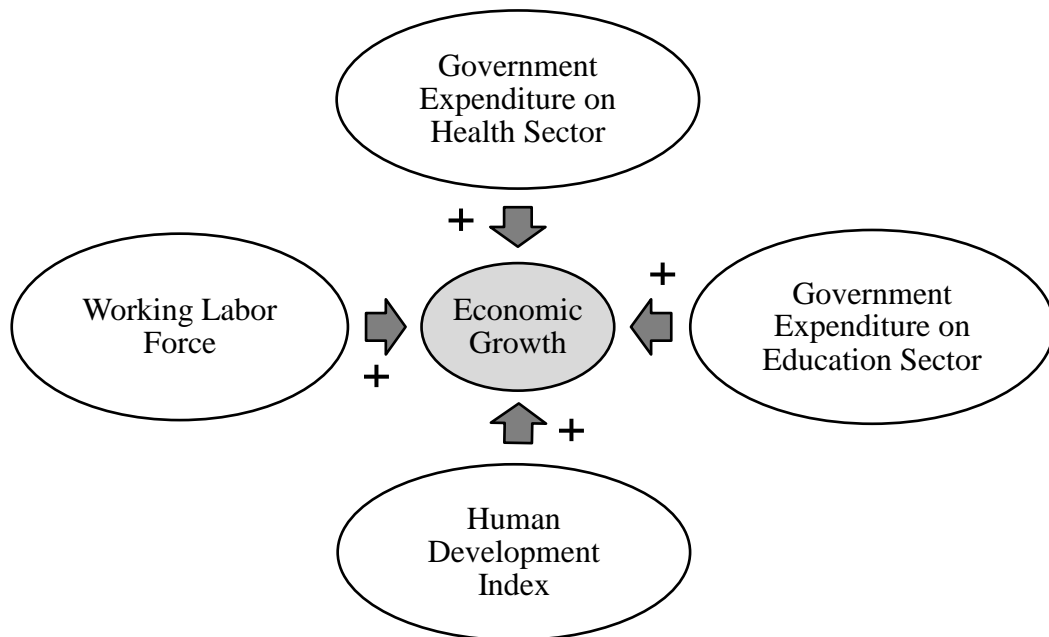 Government
Expenditure on
Health Sector
+
+
Working Labor
Force
+
Economic
Growth
Government
Expenditure on
Education Sector
+
Human
Development
Index